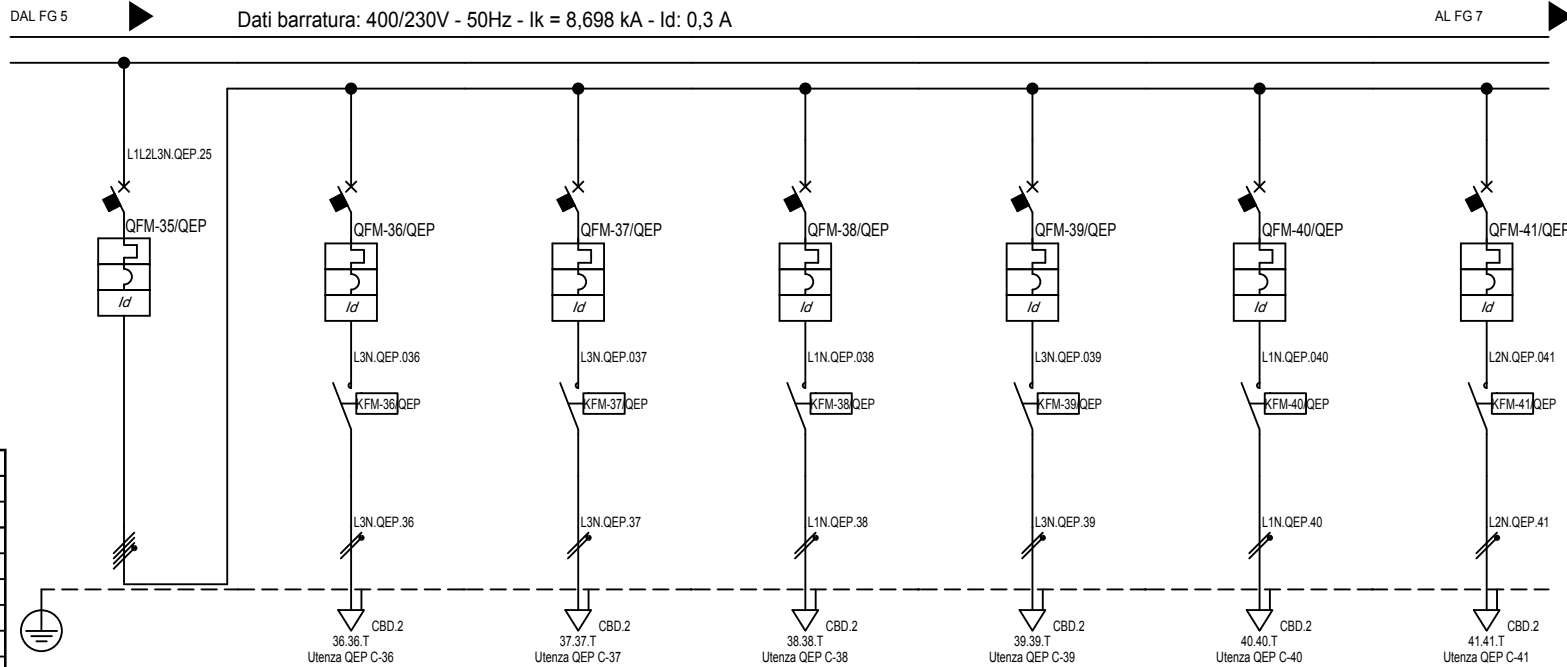 DAL FG 5
Dati barratura: 400/230V - 50Hz - Ik = 8,698 kA - Id: 0,3 A
AL FG 7
L1L2L3N.QEP.25
QFM-35/QEP
QFM-36/QEP
QFM-37/QEP
QFM-38/QEP
QFM-39/QEP
QFM-40/QEP
QFM-41/QEP
Id
Id
Id
Id
Id
Id
Id
L3N.QEP.036
L3N.QEP.037
L1N.QEP.038
L3N.QEP.039
L1N.QEP.040
L2N.QEP.041
KFM-36/QEP
KFM-37/QEP
KFM-38/QEP
KFM-39/QEP
KFM-40/QEP
KFM-41/QEP
L3N.QEP.36
L3N.QEP.37
L1N.QEP.38
L3N.QEP.39
L1N.QEP.40
L2N.QEP.41
CBD.2
CBD.2
CBD.2
CBD.2
CBD.2
CBD.2
36.36.T
37.37.T
38.38.T
39.39.T
40.40.T
41.41.T
Utenza QEP C-36
Utenza QEP C-37
Utenza QEP C-38
Utenza QEP C-39
Utenza QEP C-40
Utenza QEP C-41